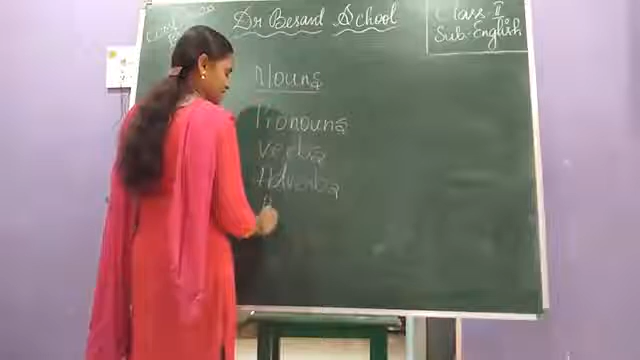 Dr Besant School
Class-II
Sub-English
Nouns
Pronouns
verbs
Adverbs